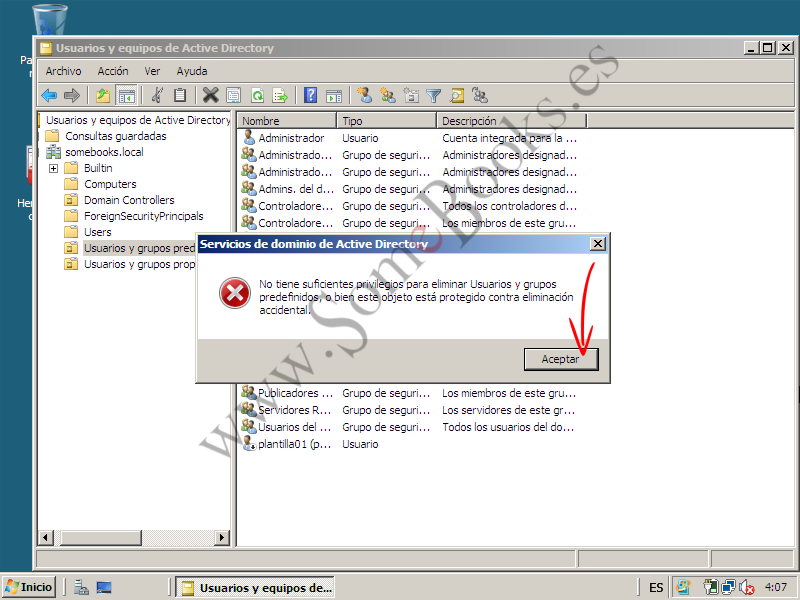 Pa
Usuarios y equipos de Active Directory
Archivo Acción Ver Ayuda
Usuarios y equipos de Active Directory
Consultas guardadas
somebooks.local
Builtin
Computers
Domain Controllers
ForeignSecurityPrincipals
Users
Usuarios y grupos pred
Usuarios y grupos prop
He
Nombre Tipo Descripción
Administrador Usuario Cuenta integrada para la ...
Administrado... Grupo de seguri... Administradores designad...
Administrado... Grupo de seguri... Administradores designad...
Admins. del d... Grupo de seguri... Administradores designad...
Controladore... Grupo de seguri... Todos los controladores d...
Controladore... Grupo de seguri... Los miembros de este gru...
Servicios de dominio de Active Directory
No tiene suficientes privilegios para eliminar Usuarios y grupos
predefinidos, o bien este objeto está protegido contra eliminación
accidental.
Aceptar
Publicadores ... Grupo de seguri... Los miembros de este gru...
Servidores R... Grupo de seguri... Los servidores de este gr...
Usuarios del ... Grupo de seguri... Todos los usuarios del do...
plantilla01 (p... Usuario
www.SomeBooks.es
Inicio Usuarios y equipos de... ES 4:07